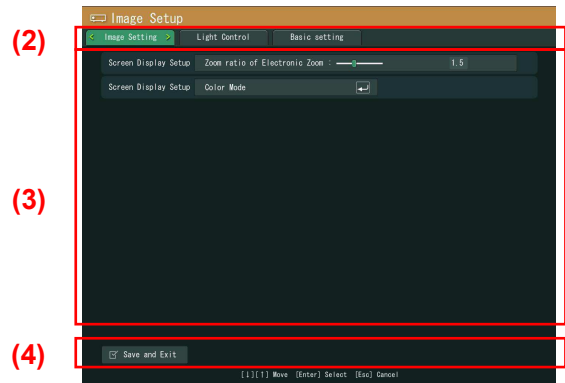 Image Setup
(2)
< Image Setting > Light Control Basic setting
Screen Display Setup Zoom ratio of Electronic Zoom : 1.5
Screen Display Setup Color Mode
(3)
(4)
Save and Exit
[↓][↑] Move [Enter] Select [Esc] Cancel